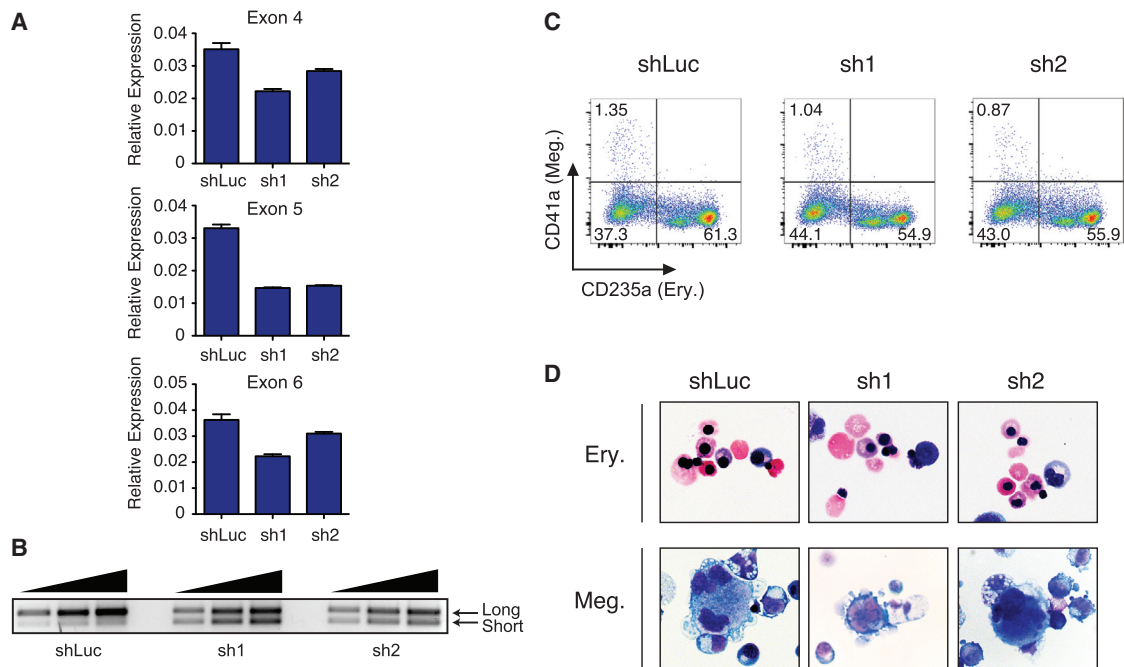 A
Exon 4
Relative Expression
0.04
0.03
0.02
0.01
0
shLuc sh1 sh2
Exon 5
Relative Expression
0.04
0.03
0.02
0.01
0
shLuc sh1 sh2
Exon 6
Relative Expression
0.05
0.04
0.03
0.02
0.01
0
shLuc sh1 sh2
B
Long
Short
shLuc sh1 sh2
C
shLuc sh1 sh2
CD41a (Meg.)
1.35
37.3 61.3
1.04
44.1 54.9
0.87
43.0 55.9
CD235a (Ery.)
D
shLuc sh1 sh2
Ery.
Meg.